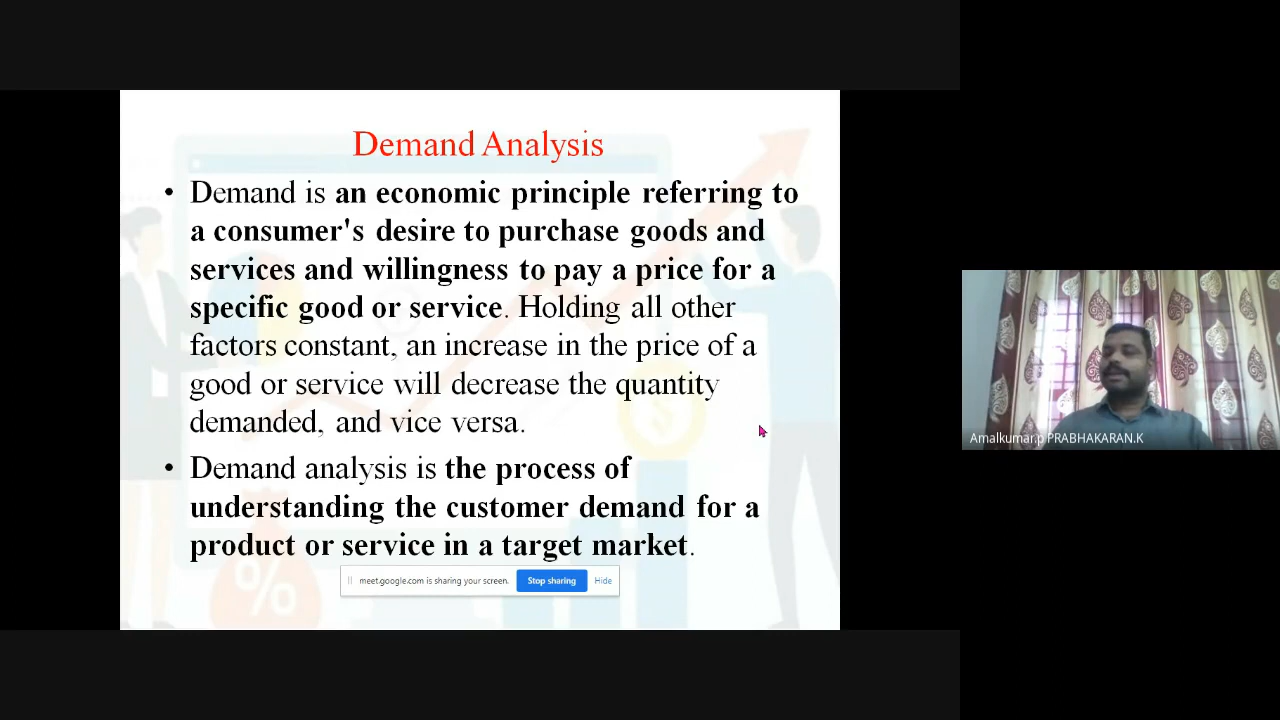 Demand Analysis
• Demand is an economic principle referring to
a consumer's desire to purchase goods and
services and willingness to pay a price for a
specific good or service. Holding all other
factors constant, an increase in the price of a
good or service will decrease the quantity
demanded, and vice versa.
• Demand analysis is the process of
understanding the customer demand for a
product or service in a target market.
%
meet.google.com is sharing your screen. Stop sharing Hide
Amalkumar.p PRABHAKARAN.K